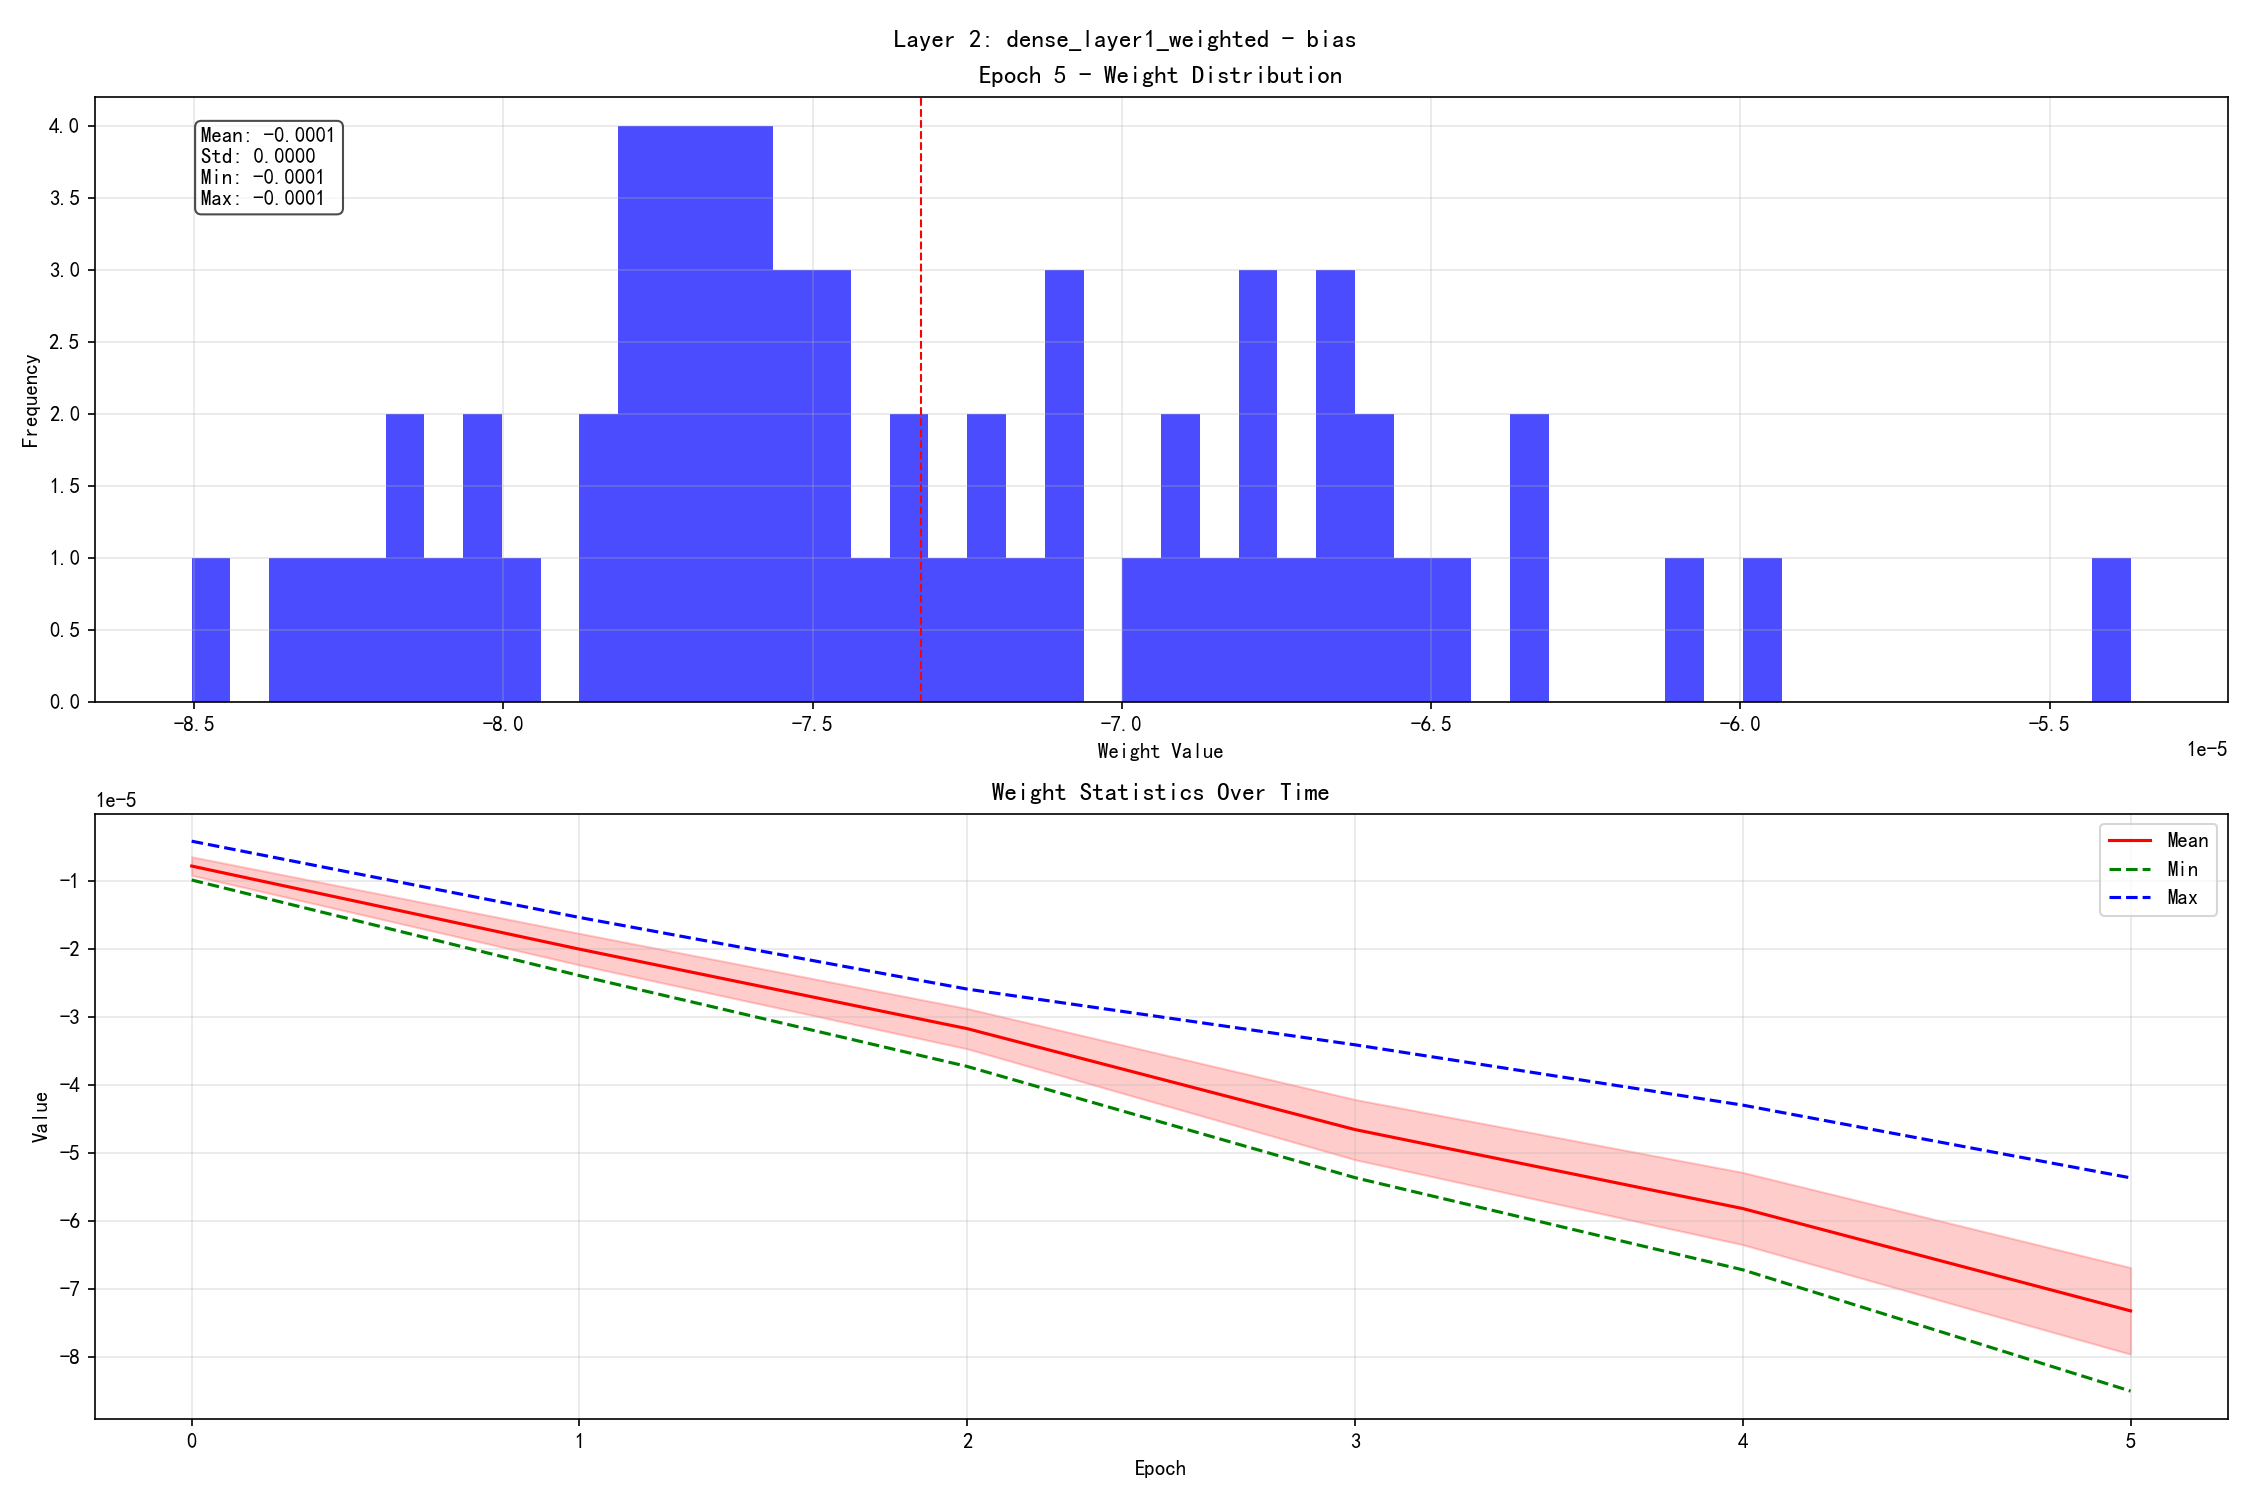 Layer 2: dense_layer1_weighted - bias
Epoch 5 - Weight Distribution
Mean: -0.0001
Std: 0.0000
Min: -0.0001
Max: -0.0001
4.0
3.5
3.0
2.5
2.0
1.5
1.0
0.5
0.0
Frequency
-8.5 -8.0 -7.5 -7.0 -6.5 -6.0 -5.5
1e-5
Weight Value
Weight Statistics Over Time
1e-5
Mean
Min
Max
-1
-2
-3
-4
-5
-6
-7
-8
Value
0 1 2 3 4 5
Epoch